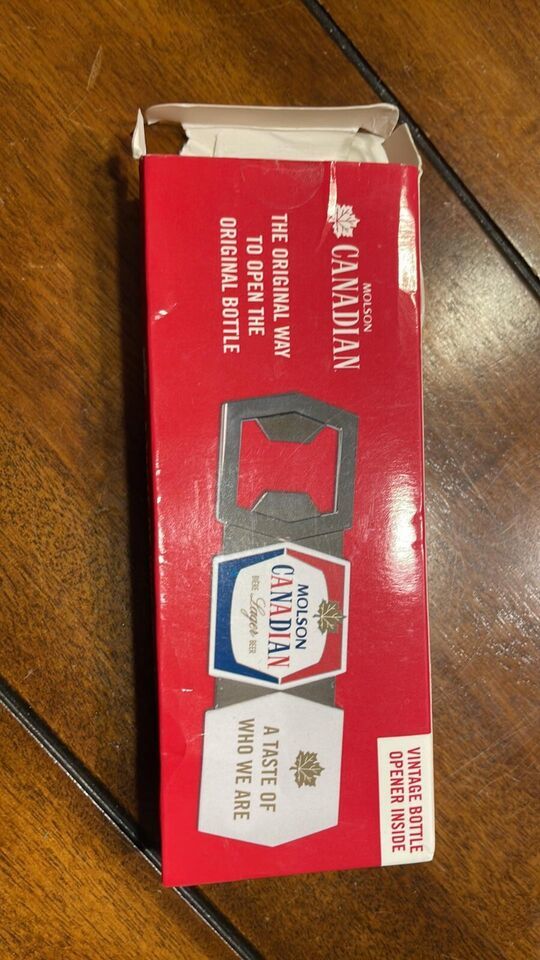 MOLSON
CANADIAN
THE ORIGINAL WAY
TO OPEN THE
ORIGINAL BOTTLE
MOLSON
CANADIAN
BIÈRE Lager BEER
A TASTE OF
WHO WE ARE
VINTAGE BOTTLE
OPENER INSIDE